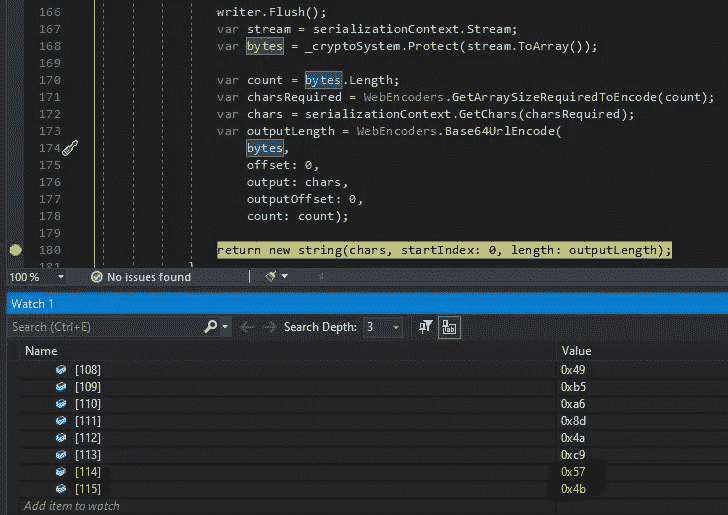 166 writer.Flush();
167 var stream = serializationContext.Stream;
168 var bytes = _cryptoSystem.Protect(stream.ToArray());
169
170 var count = bytes.Length;
171 var charsRequired = WebEncoders.GetArraySizeRequiredToEncode(count);
172 var chars = serializationContext.GetChars(charsRequired);
173 var outputLength = WebEncoders.Base64UrlEncode(
174 bytes,
175 offset: 0,
176 output: chars,
177 outputOffset: 0,
178 count: count);
179
180 return new string(chars, startIndex: 0, length: outputLength);
181 }
100 % No issues found
Watch 1
Search (Ctrl+E) Search Depth: 3
Name Value
[108] 0x49
[109] 0xb5
[110] 0xa6
[111] 0x8d
[112] 0x4a
[113] 0xc9
[114] 0x57
[115] 0x4b
Add item to watch